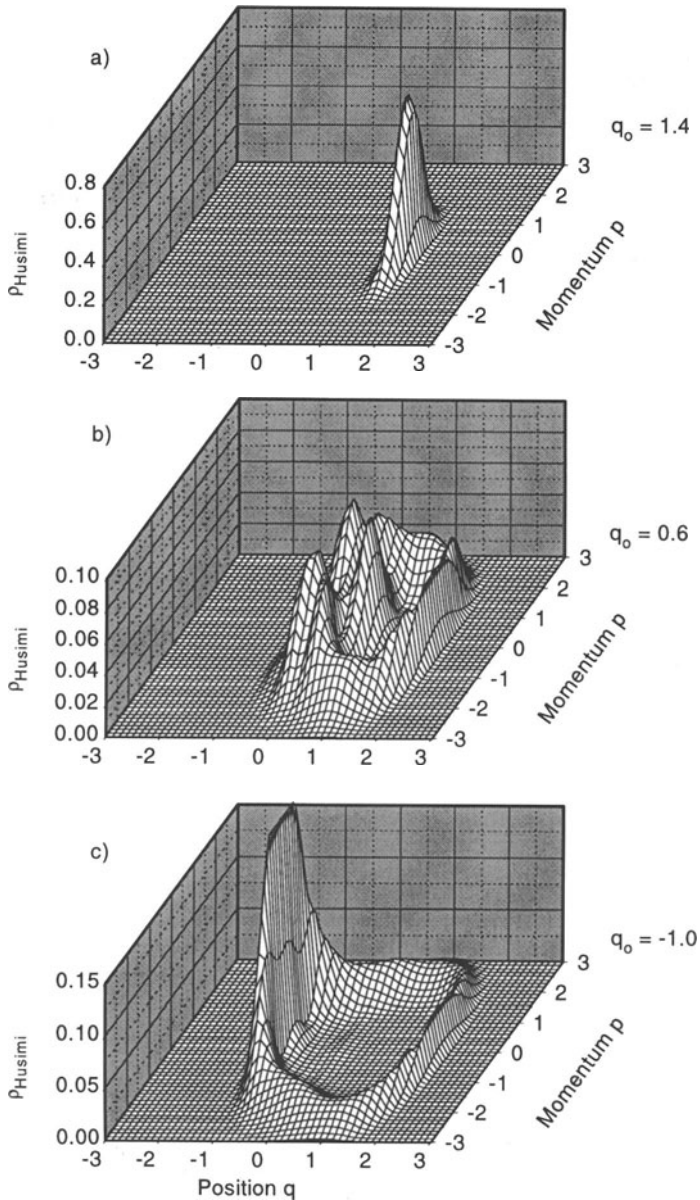 a)
q₀ = 1.4
0.8
0.6
0.4
0.2
0.0
ρHusimi
-3 -2 -1 0 1 2 3
-3
-2
-1
0
1
2
3
Momentum p
b)
q₀ = 0.6
0.10
0.08
0.06
0.04
0.02
0.00
ρHusimi
-3 -2 -1 0 1 2 3
-3
-2
-1
0
1
2
3
Momentum p
c)
q₀ = -1.0
0.15
0.10
0.05
0.00
ρHusimi
-3 -2 -1 0 1 2 3
-3
-2
-1
0
1
2
3
Momentum p
Position q